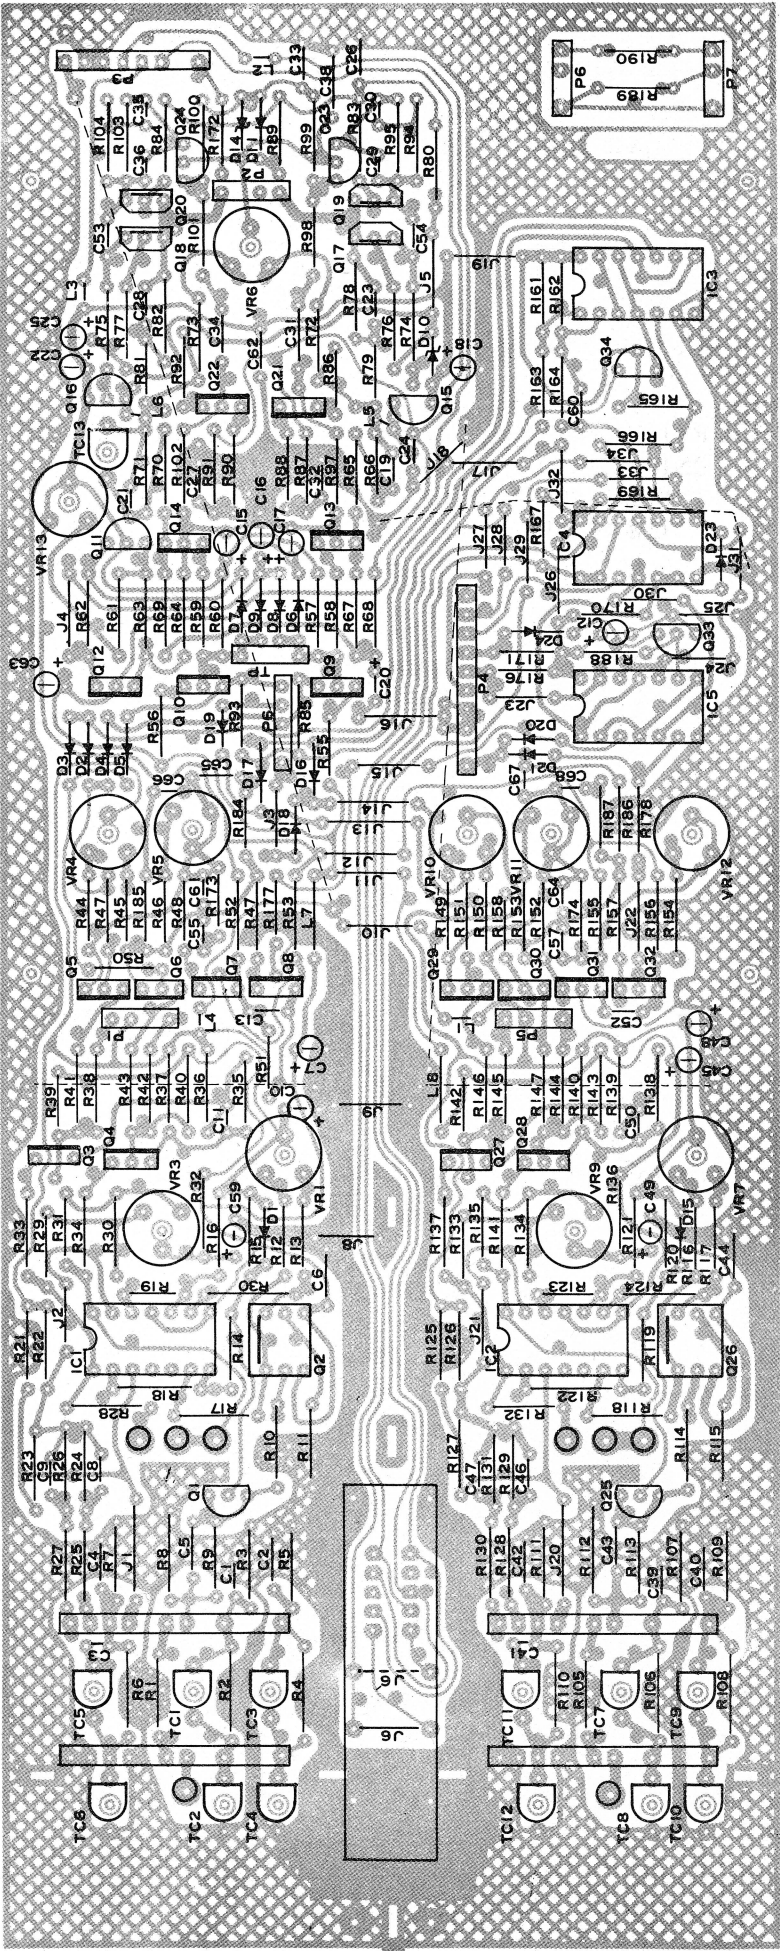 P3 L2 C33 C38 C26 P6 R190 R189 P7
R104 R103 C35 C36 R84 Q24 R100 R172 D14 D11 R89 R99 Q23 R83 C30 C29 R95 R94 R80
P2 Q20 Q19
C53 Q18 R101 VR6 R98 Q17 C54 J5 J19
L3 R75 R77 C28 R82 R73 C34 C62 C31 R72 R78 C23 R76 R74 D10 C18 R161 R162 IC3
C25 C22 Q16 R81 L6 R92 Q22 Q21 R86 R79 L5 Q15 R163 R164 C60 Q34 R165
TC13 R71 R70 R102 C27 R91 R90 C16 R88 R87 C32 R97 R65 R66 C19 C24 J18 J17 J32 R166 J34 J33 R169
VR13 C21 Q11 Q14 C15 C17 Q13 J27 J28 J29 R167 IC4 D23 J31
J4 R62 R61 R63 R69 R64 R59 R60 D7 D9 D8 D6 R57 R58 R67 R68 J26 J30 R170 J25
C63 Q12 Q10 Q9 C20 P4 D24 R171 R176 J23 C12 R188 Q33 J24 IC5
R56 D19 R93 P6 R85 R55 J16 D20
D3 D2 D4 D5 C66 C65 D17 D16 J15 D21 C67 C68
VR4 VR5 R184 J3 D18 J14 J13 J12 J11 VR10 VR11 R187 R186 R178 VR12
R44 R47 R45 R185 R46 R48 C55 C61 R173 R52 R47 R177 R53 L7 J10 R149 R151 R150 R158 R153 R152 C57 C64 R174 R155 R157 J22 R156 R154
Q5 R50 Q6 Q7 Q8 Q29 Q30 Q31 Q32
P1 L4 C13 P5 C52 C48
R39 R41 R38 R43 R42 R37 R40 R36 C11 R35 R51 C10 C7 J9 L18 R142 R146 R145 R147 R144 R140 R143 R139 C50 R138 C51
Q3 Q4 VR3 VR1 Q27 Q28 VR9 VR7
R33 R29 R31 R34 R30 R32 R16 C59 R15 D1 R12 R13 J8 R137 R133 R135 R141 R134 R136 R121 C49 R120 R116 D15 R117 C44
R19 R30 C6 R123 R124
R21 R22 J2 IC1 R14 Q2 R125 R126 J21 IC2 R119 Q26
R18 R28 R17 R122 R132 R118
R23 C9 R26 R24 C8 R10 R11 R127 C47 R131 R129 C46 R114 R115
Q1 Q25
R27 R25 C4 R7 J1 R8 C5 R9 C1 R3 C2 R5 R130 R128 C42 R111 J20 R112 C43 R113 C39 R107 C40 R109
C3 L1 C41
TC5 R6 R1 TC1 R2 TC3 R4 J6 TC11 R110 R105 TC7 R106 TC9 R108
J6
TC6 TC2 TC4 TC12 TC8 TC10